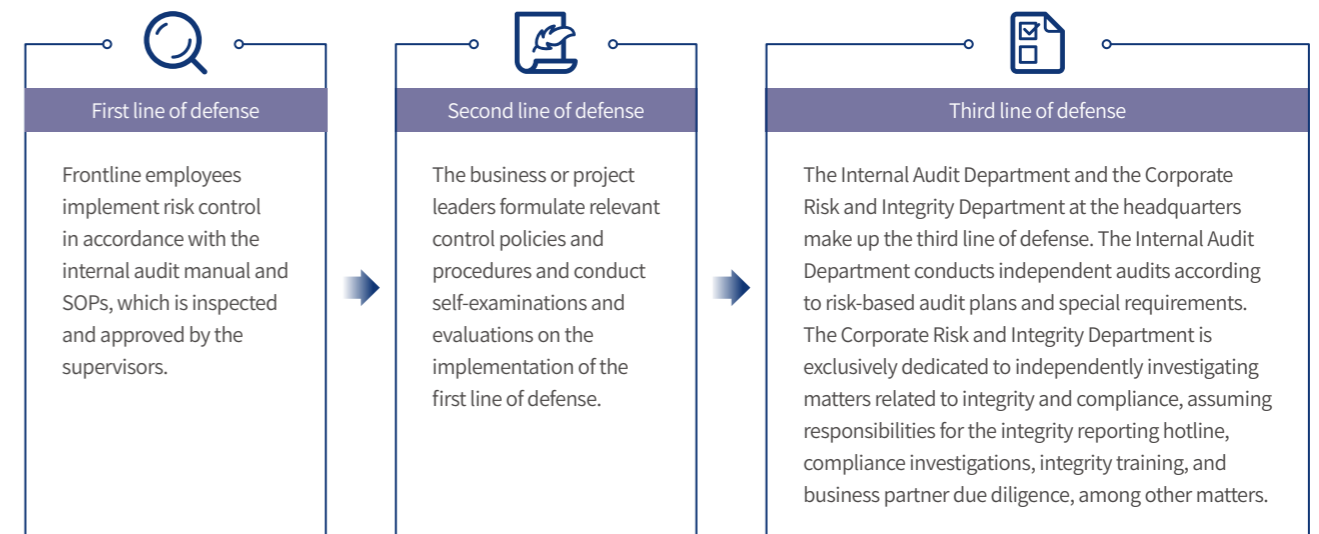 First line of defense
Frontline employees
implement risk control
in accordance with the
internal audit manual and
SOPs, which is inspected
and approved by the
supervisors.
Second line of defense
The business or project
leaders formulate relevant
control policies and
procedures and conduct
self-examinations and
evaluations on the
implementation of the
first line of defense.
Third line of defense
The Internal Audit Department and the Corporate
Risk and Integrity Department at the headquarters
make up the third line of defense. The Internal Audit
Department conducts independent audits according
to risk-based audit plans and special requirements.
The Corporate Risk and Integrity Department is
exclusively dedicated to independently investigating
matters related to integrity and compliance, assuming
responsibilities for the integrity reporting hotline,
compliance investigations, integrity training, and
business partner due diligence, among other matters.